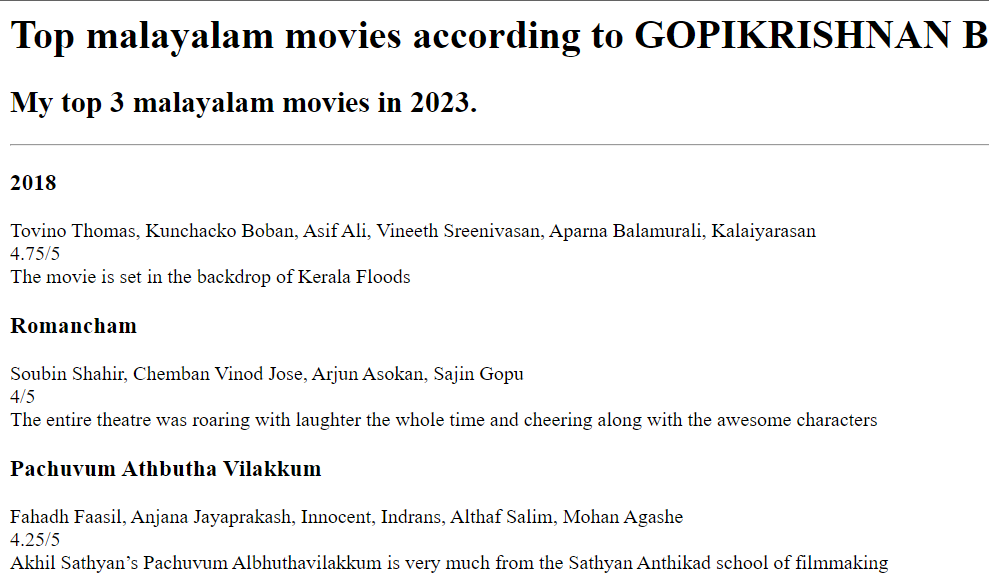 Top malayalam movies according to GOPIKRISHNAN B
My top 3 malayalam movies in 2023.
2018
Tovino Thomas, Kunchacko Boban, Asif Ali, Vineeth Sreenivasan, Aparna Balamurali, Kalaiyarasan
4.75/5
The movie is set in the backdrop of Kerala Floods
Romancham
Soubin Shahir, Chemban Vinod Jose, Arjun Asokan, Sajin Gopu
4/5
The entire theatre was roaring with laughter the whole time and cheering along with the awesome characters
Pachuvum Athbutha Vilakkum
Fahadh Faasil, Anjana Jayaprakash, Innocent, Indrans, Althaf Salim, Mohan Agashe
4.25/5
Akhil Sathyan’s Pachuvum Albhuthavilakkum is very much from the Sathyan Anthikad school of filmmaking